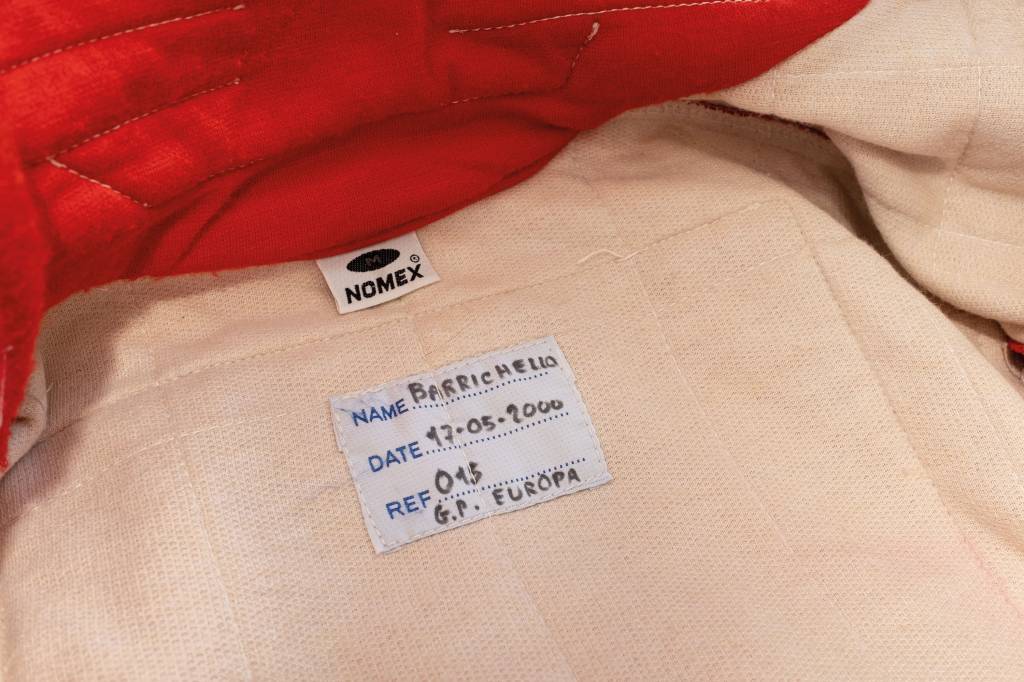 M
®
NOMEX
NAME BARRICHELLO
DATE 17-05-2000
REF 015
G.P. EUROPA